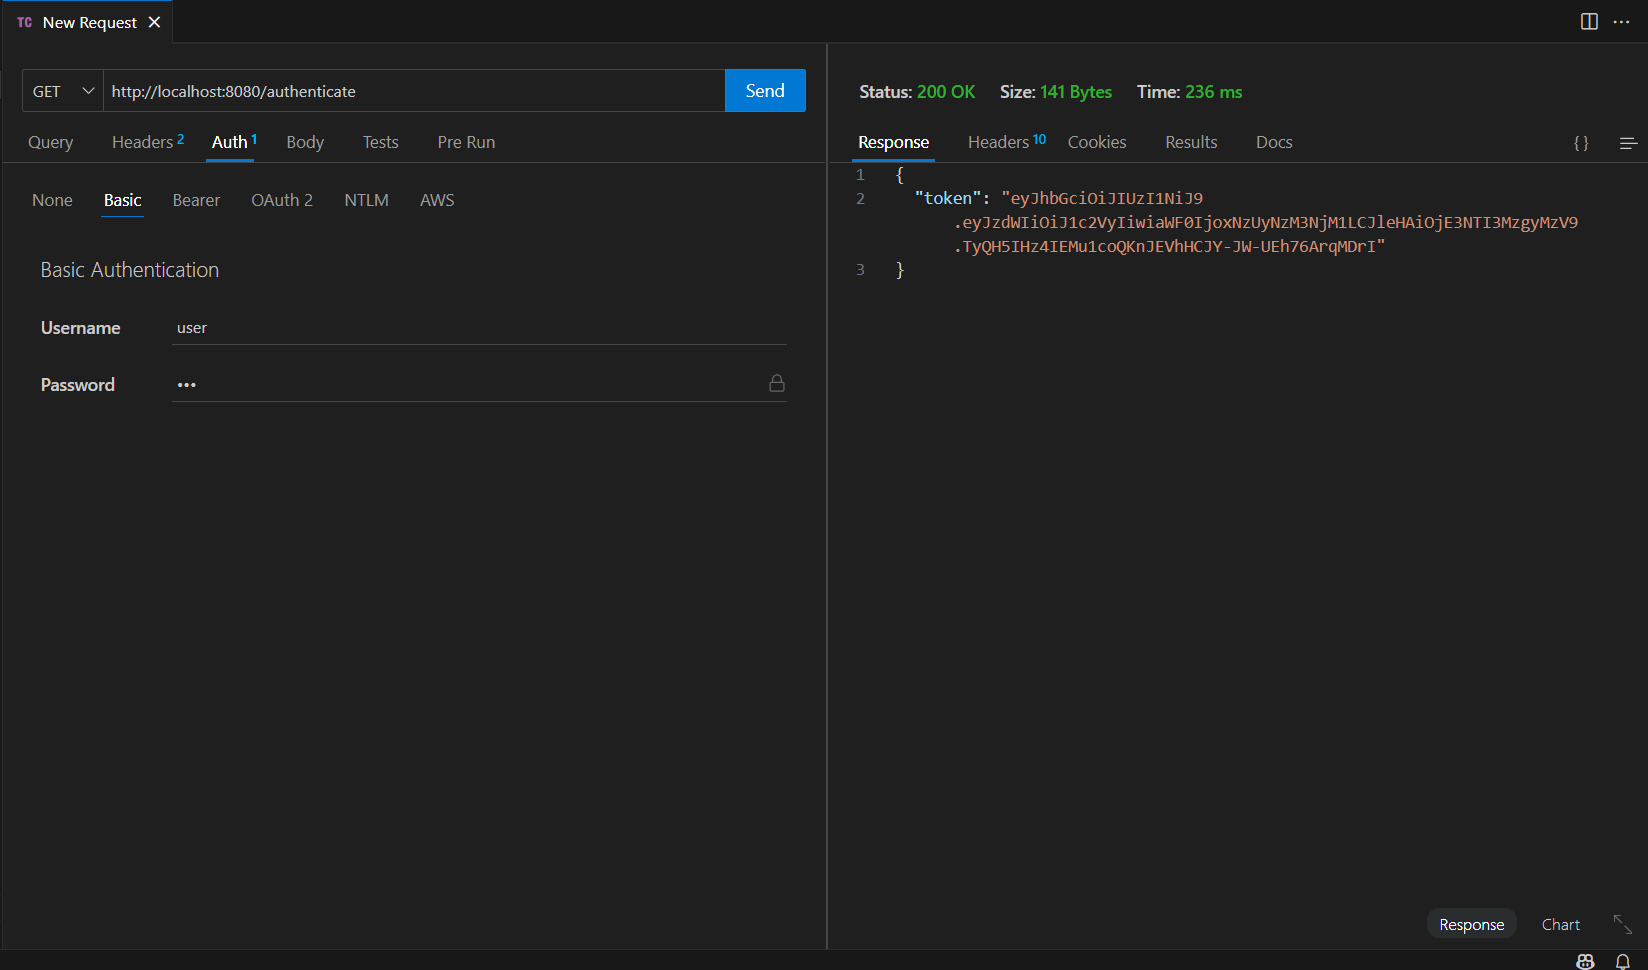 TC New Request
GET http://localhost:8080/authenticate Send
Query Headers 2 Auth 1 Body Tests Pre Run
None Basic Bearer OAuth 2 NTLM AWS
Basic Authentication
Username user
Password •••
Status: 200 OK Size: 141 Bytes Time: 236 ms
Response Headers 10 Cookies Results Docs {}
1 {
2 "token": "eyJhbGciOiJIUzI1NiJ9
.eyJzdWIiOiJ1c2VyIiwiaWF0IjoxNzUyNzM3NjM1LCJleHAiOjE3NTI3MzgyMzV9
.TyQH5IHz4IEMu1coQKnJEVhHCJY-JW-UEh76ArqMDrI"
3 }
Response Chart